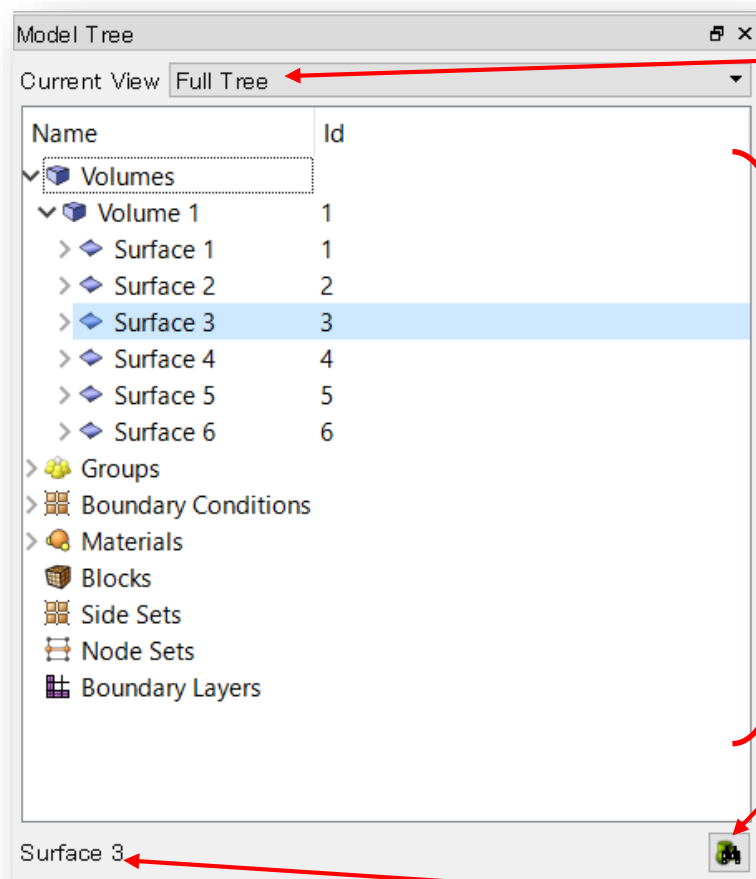 Model Tree
Current View Full Tree
Name Id
Volumes
Volume 1 1
Surface 1 1
Surface 2 2
Surface 3 3
Surface 4 4
Surface 5 5
Surface 6 6
Groups
Boundary Conditions
Materials
Blocks
Side Sets
Node Sets
Boundary Layers
Surface 3